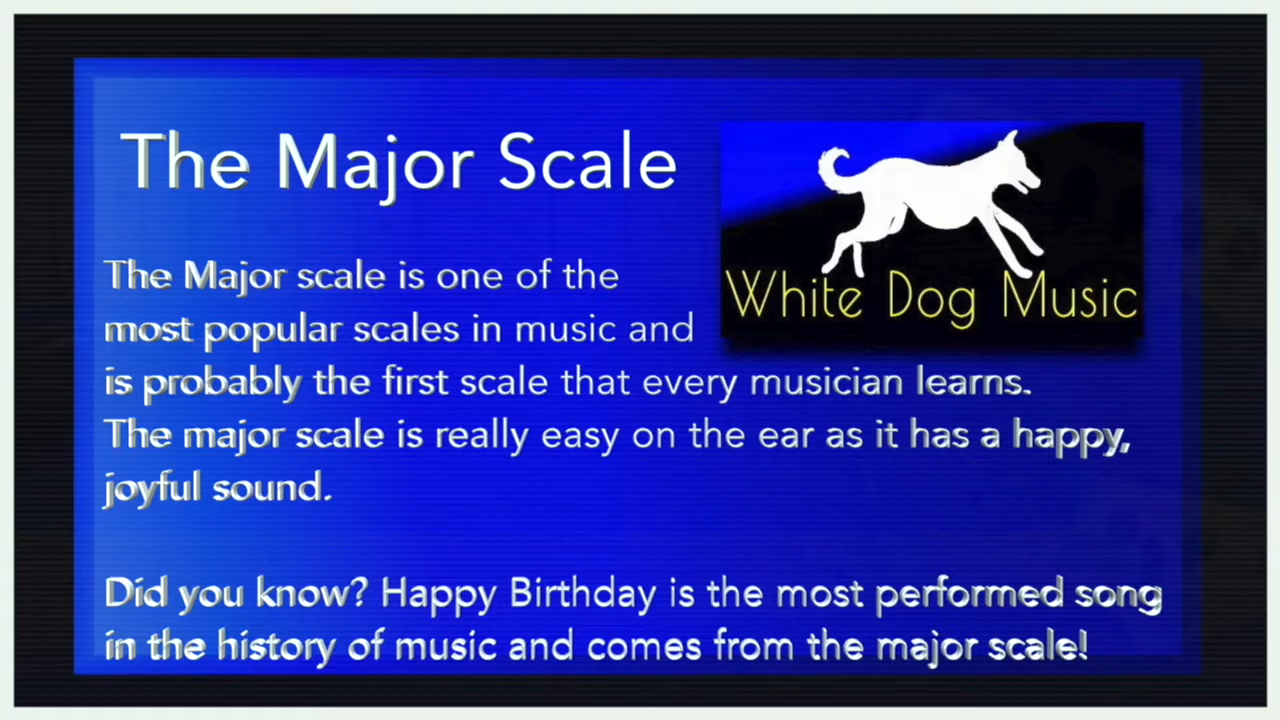 The Major Scale
White Dog Music
The Major scale is one of the
most popular scales in music and
is probably the first scale that every musician learns.
The major scale is really easy on the ear as it has a happy,
joyful sound.
Did you know? Happy Birthday is the most performed song
in the history of music and comes from the major scale!